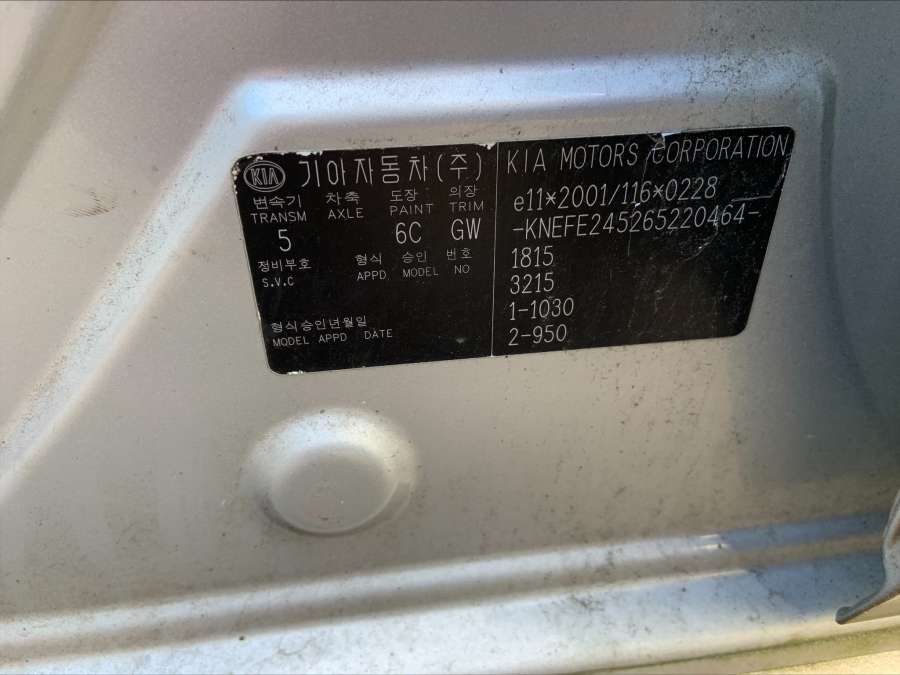 KIA 기아자동차(주)
변속기 차축 도장 의장
TRANSM AXLE PAINT TRIM
5 6C GW
정비부호 형식 승인 번호
S.V.C APPD MODEL NO
형식승인년월일
MODEL APPD DATE
KIA MOTORS CORPORATION
e11*2001/116*0228
-KNEFE245265220464-
1815
3215
1-1030
2-950